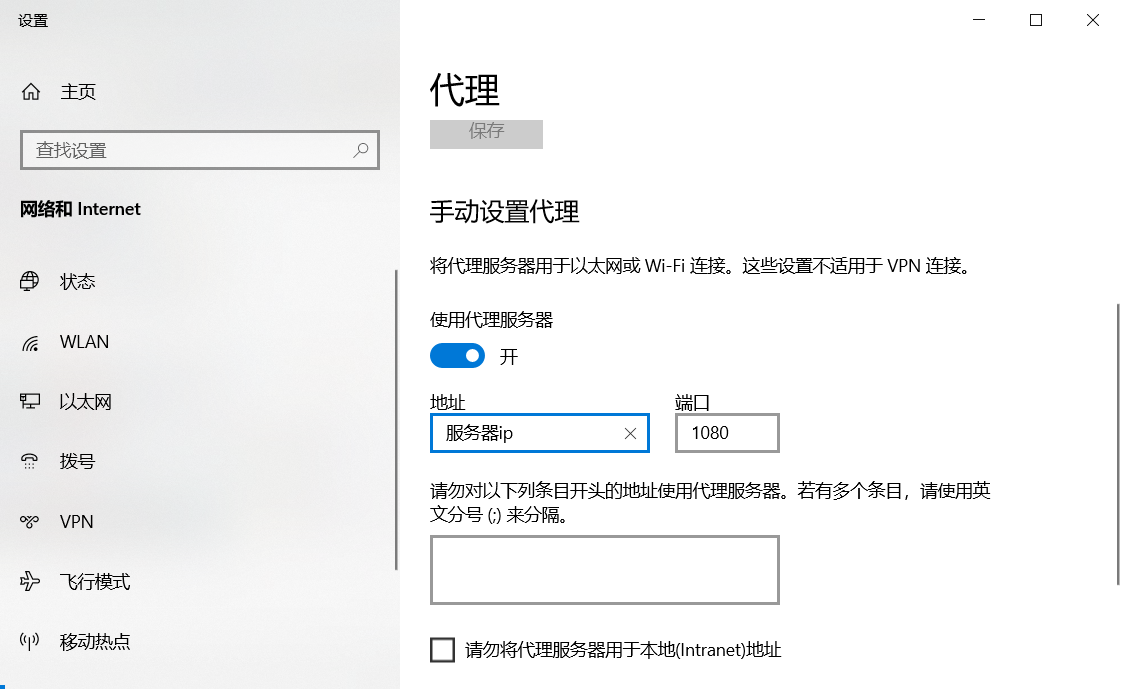 设置
主页
查找设置
网络和 Internet
状态
WLAN
以太网
拨号
VPN
飞行模式
移动热点
代理
保存
手动设置代理
将代理服务器用于以太网或 Wi-Fi 连接。这些设置不适用于 VPN 连接。
使用代理服务器
开
地址 端口
服务器ip 1080
请勿对以下列条目开头的地址使用代理服务器。若有多个条目，请使用英
文分号 (;) 来分隔。
请勿将代理服务器用于本地(Intranet)地址